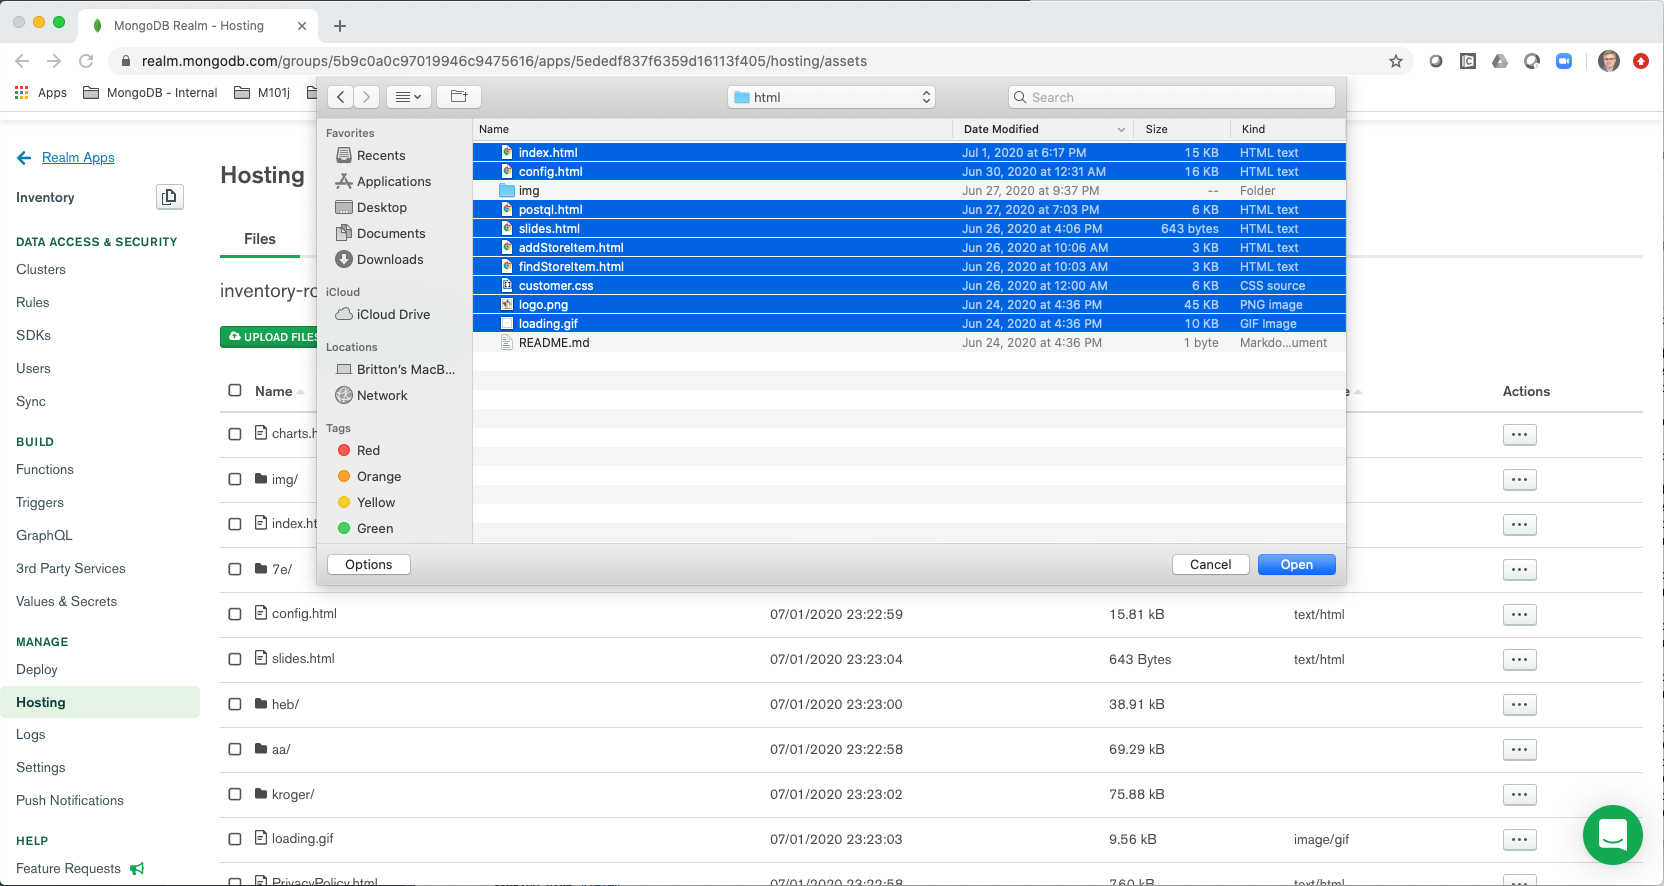 MongoDB Realm - Hosting
realm.mongodb.com/groups/5b9c0a0c97019946c9475616/apps/5ededf837f6359d16113f405/hosting/assets
Apps
MongoDB - Internal
M101j
html
Search
Realm Apps
Inventory
DATA ACCESS & SECURITY
Clusters
Rules
SDKs
Users
Sync
BUILD
Functions
Triggers
GraphQL
3rd Party Services
Values & Secrets
MANAGE
Deploy
Hosting
Logs
Settings
Push Notifications
HELP
Feature Requests
Hosting
Files
inventory-ro
UPLOAD FILES
Favorites
Recents
Applications
Desktop
Documents
Downloads
iCloud
iCloud Drive
Locations
Britton's MacB...
Network
Tags
Red
Orange
Yellow
Green
Name Date Modified Size Kind
index.html Jul 1, 2020 at 6:17 PM 15 KB HTML text
config.html Jun 30, 2020 at 12:31 AM 16 KB HTML text
img Jun 27, 2020 at 9:37 PM -- Folder
postql.html Jun 27, 2020 at 7:03 PM 6 KB HTML text
slides.html Jun 26, 2020 at 4:06 PM 643 bytes HTML text
addStoreItem.html Jun 26, 2020 at 10:06 AM 3 KB HTML text
findStoreItem.html Jun 26, 2020 at 10:03 AM 3 KB HTML text
customer.css Jun 26, 2020 at 12:00 AM 6 KB CSS source
logo.png Jun 24, 2020 at 4:36 PM 45 KB PNG image
loading.gif Jun 24, 2020 at 4:36 PM 10 KB GIF Image
README.md Jun 24, 2020 at 4:36 PM 1 byte Markdo...ument
Options Cancel Open
Name e Actions
charts.h
img/
index.ht
7e/
config.html 07/01/2020 23:22:59 15.81 kB text/html
slides.html 07/01/2020 23:23:04 643 Bytes text/html
heb/ 07/01/2020 23:23:00 38.91 kB
aa/ 07/01/2020 23:22:58 69.29 kB
kroger/ 07/01/2020 23:23:02 75.88 kB
loading.gif 07/01/2020 23:23:03 9.56 kB image/gif
PrivacyPolicy.html 07/01/2020 23:22:58 7.60 kB text/html